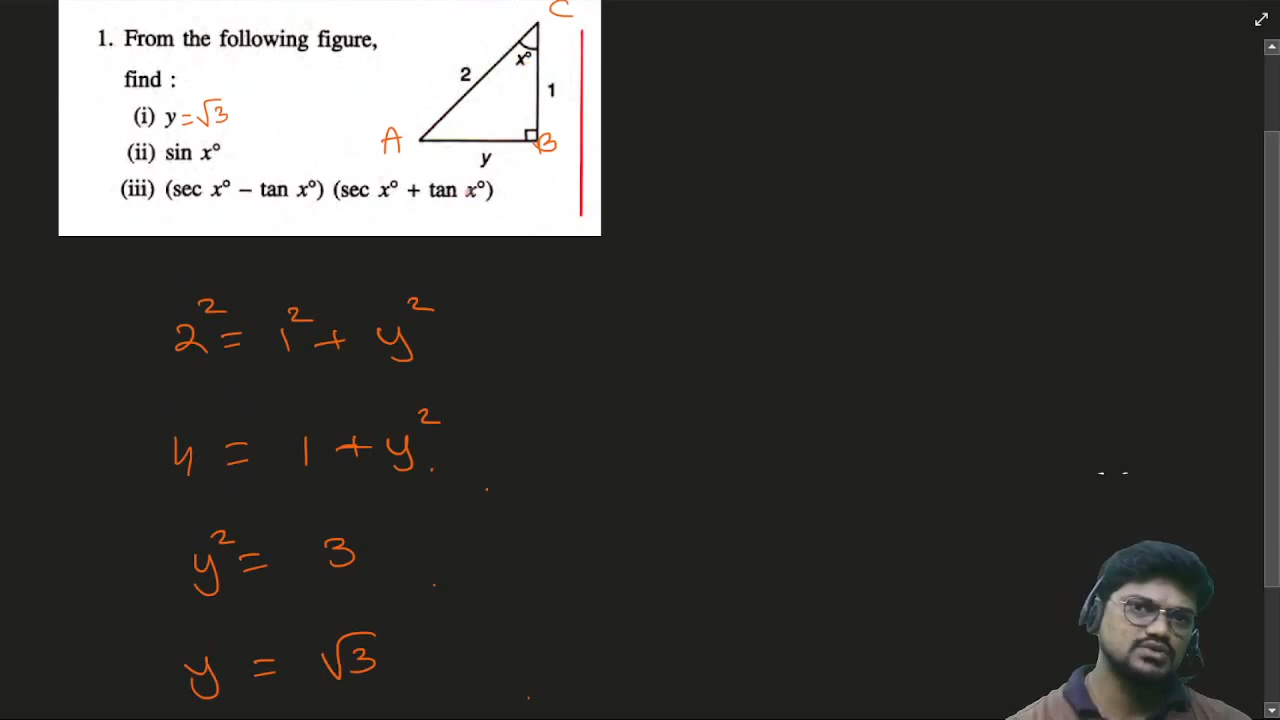 C
1. From the following figure,
find :
(i) y = √3
(ii) sin x°
(iii) (sec x° − tan x°) (sec x° + tan x°)
2
x°
1
A
B
y
2² = 1² + y²
4 = 1 + y²
y² = 3
y = √3